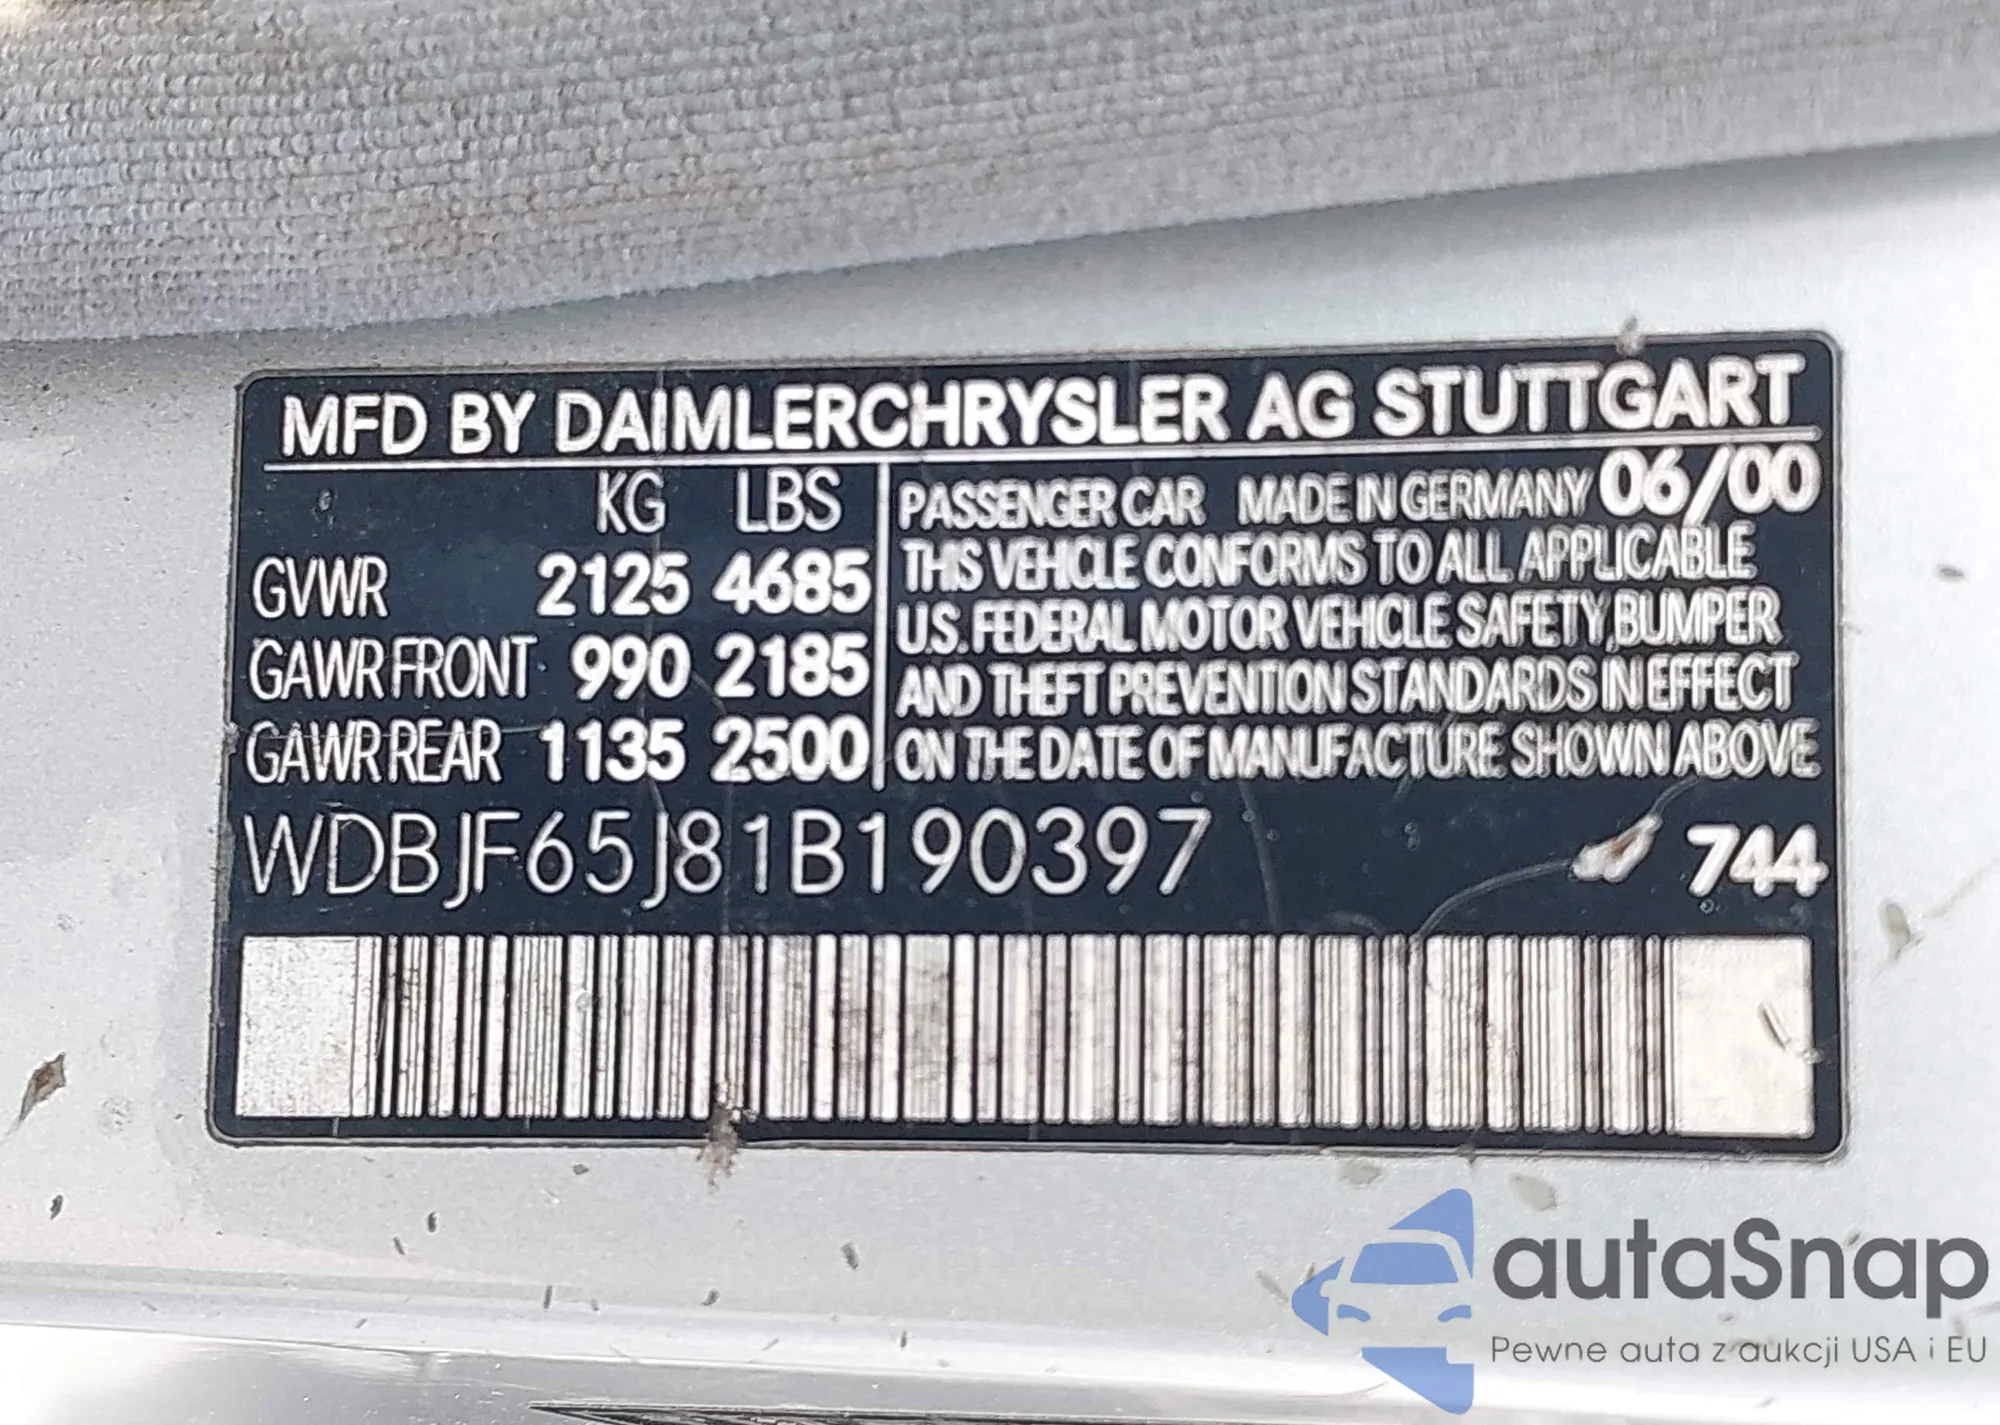 MFD BY DAIMLERCHRYSLER AG STUTTGART
KG LBS
GVWR 2125 4685
GAWR FRONT 990 2185
GAWR REAR 1135 2500
PASSENGER CAR MADE IN GERMANY 06/00
THIS VEHICLE CONFORMS TO ALL APPLICABLE
U.S. FEDERAL MOTOR VEHICLE SAFETY, BUMPER
AND THEFT PREVENTION STANDARDS IN EFFECT
ON THE DATE OF MANUFACTURE SHOWN ABOVE
WDBJF65J81B190397 744
autaSnap
Pewne auta z aukcji USA i EU